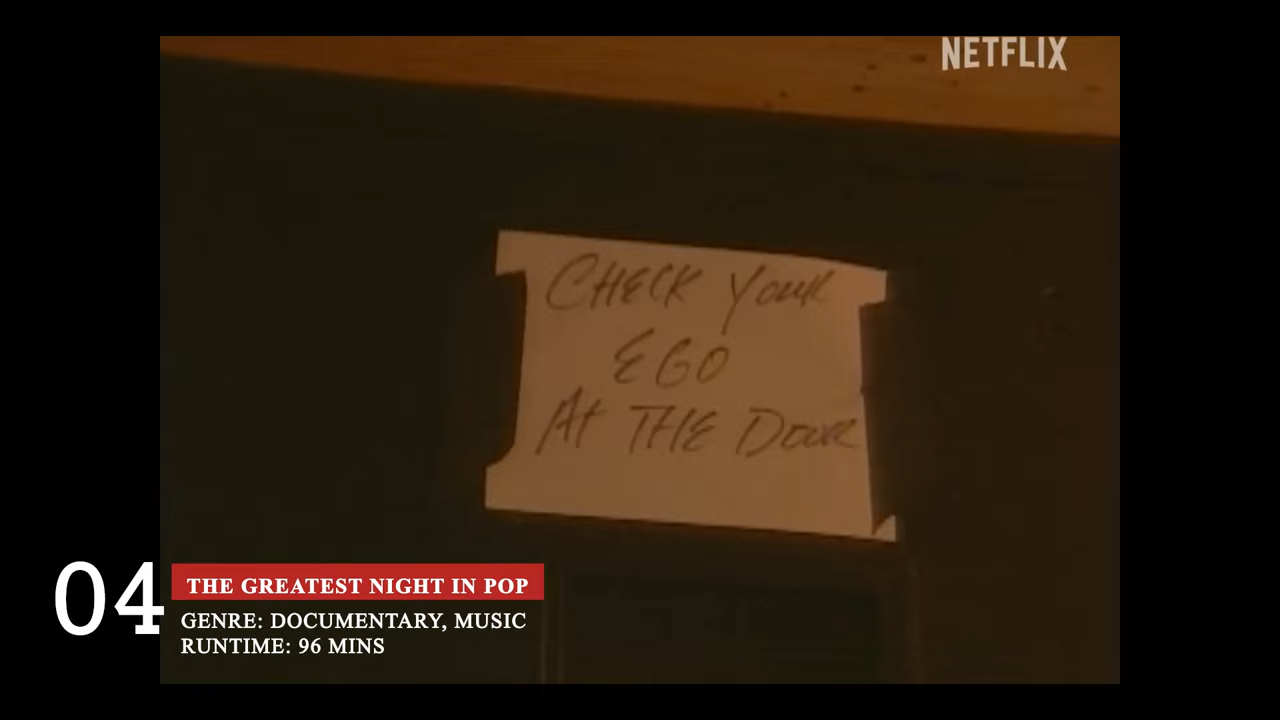 NETFLIX
CHECK YOUR
EGO
At THE DOOR
04
THE GREATEST NIGHT IN POP
GENRE: DOCUMENTARY, MUSIC
RUNTIME: 96 MINS